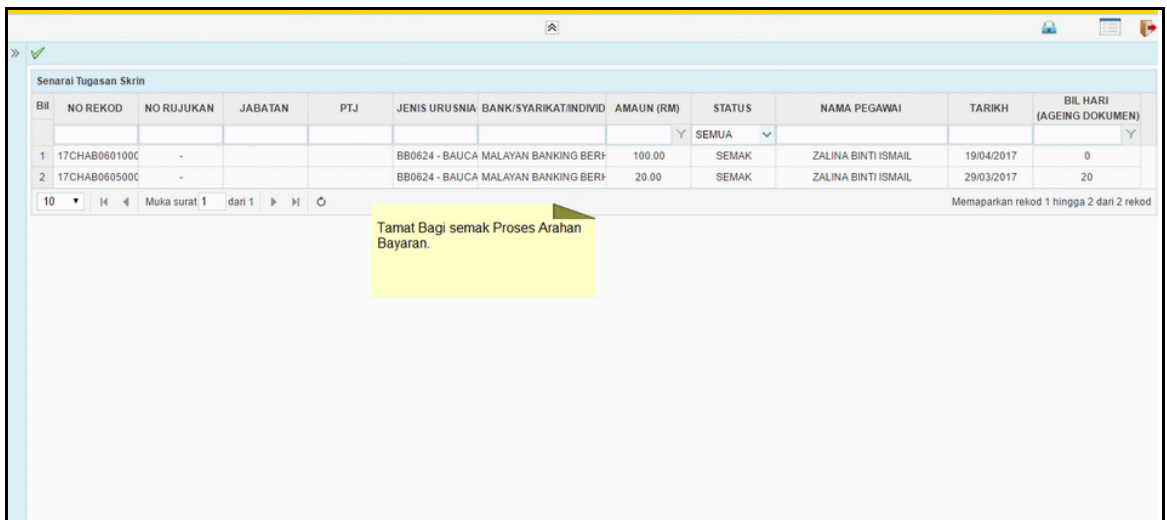 Senarai Tugasan Skrin
Bil NO REKOD NO RUJUKAN JABATAN PTJ JENIS URUSNIA BANK/SYARIKAT/INDIVID AMAUN (RM) STATUS NAMA PEGAWAI TARIKH BIL HARI (AGEING DOKUMEN)
SEMUA
1 17CHAB0601000 - BB0624 - BAUCA MALAYAN BANKING BERH 100.00 SEMAK ZALINA BINTI ISMAIL 19/04/2017 0
2 17CHAB0605000 - BB0624 - BAUCA MALAYAN BANKING BERH 20.00 SEMAK ZALINA BINTI ISMAIL 29/03/2017 20
10 Muka surat 1 dari 1 Memaparkan rekod 1 hingga 2 dari 2 rekod
Tamat Bagi semak Proses Arahan
Bayaran.